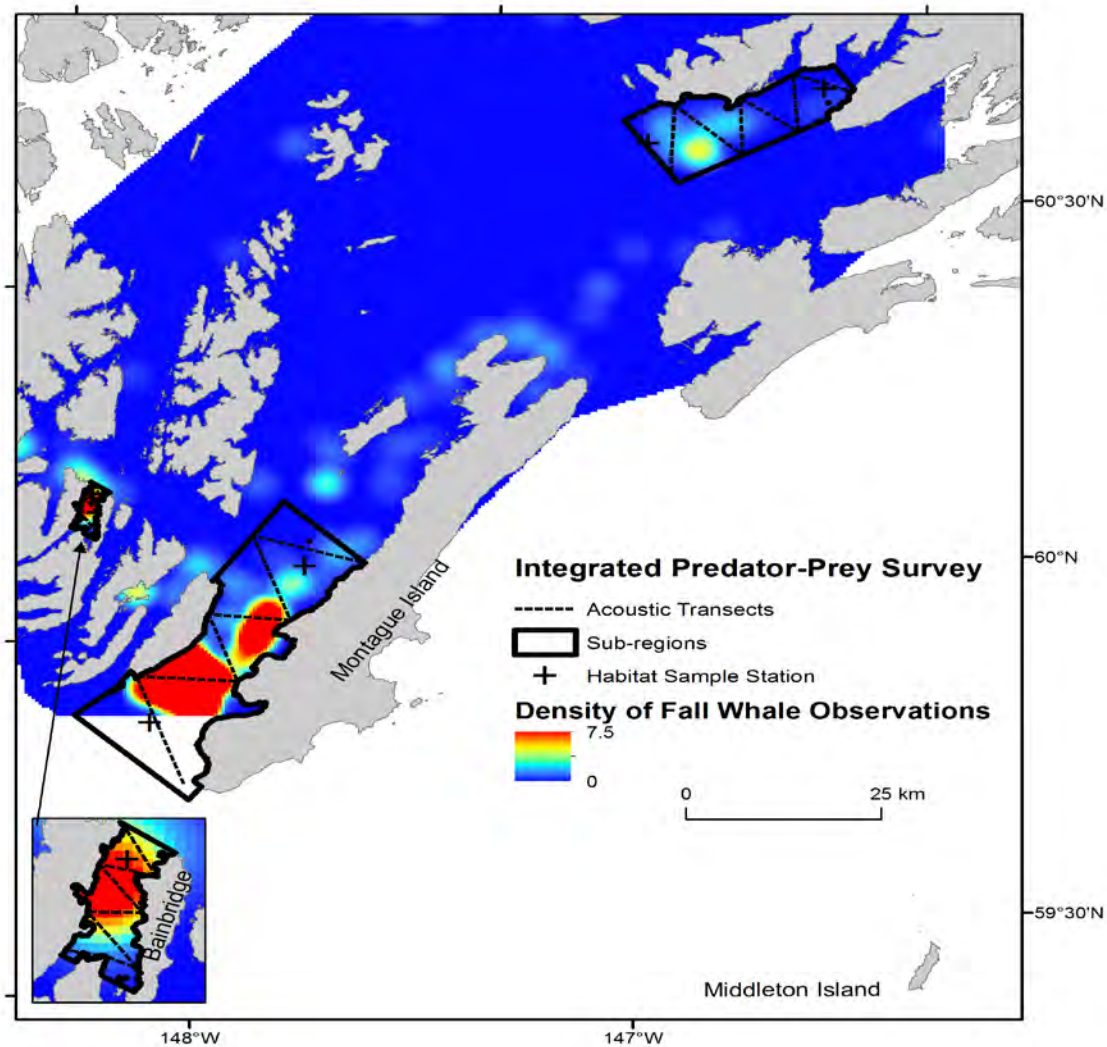 60°30'N
60°N
Montague Island
Integrated Predator-Prey Survey
Acoustic Transects
Sub-regions
Habitat Sample Station
Density of Fall Whale Observations
7.5
0
0 25 km
Bainbridge
59°30'N
Middleton Island
148°W 147°W